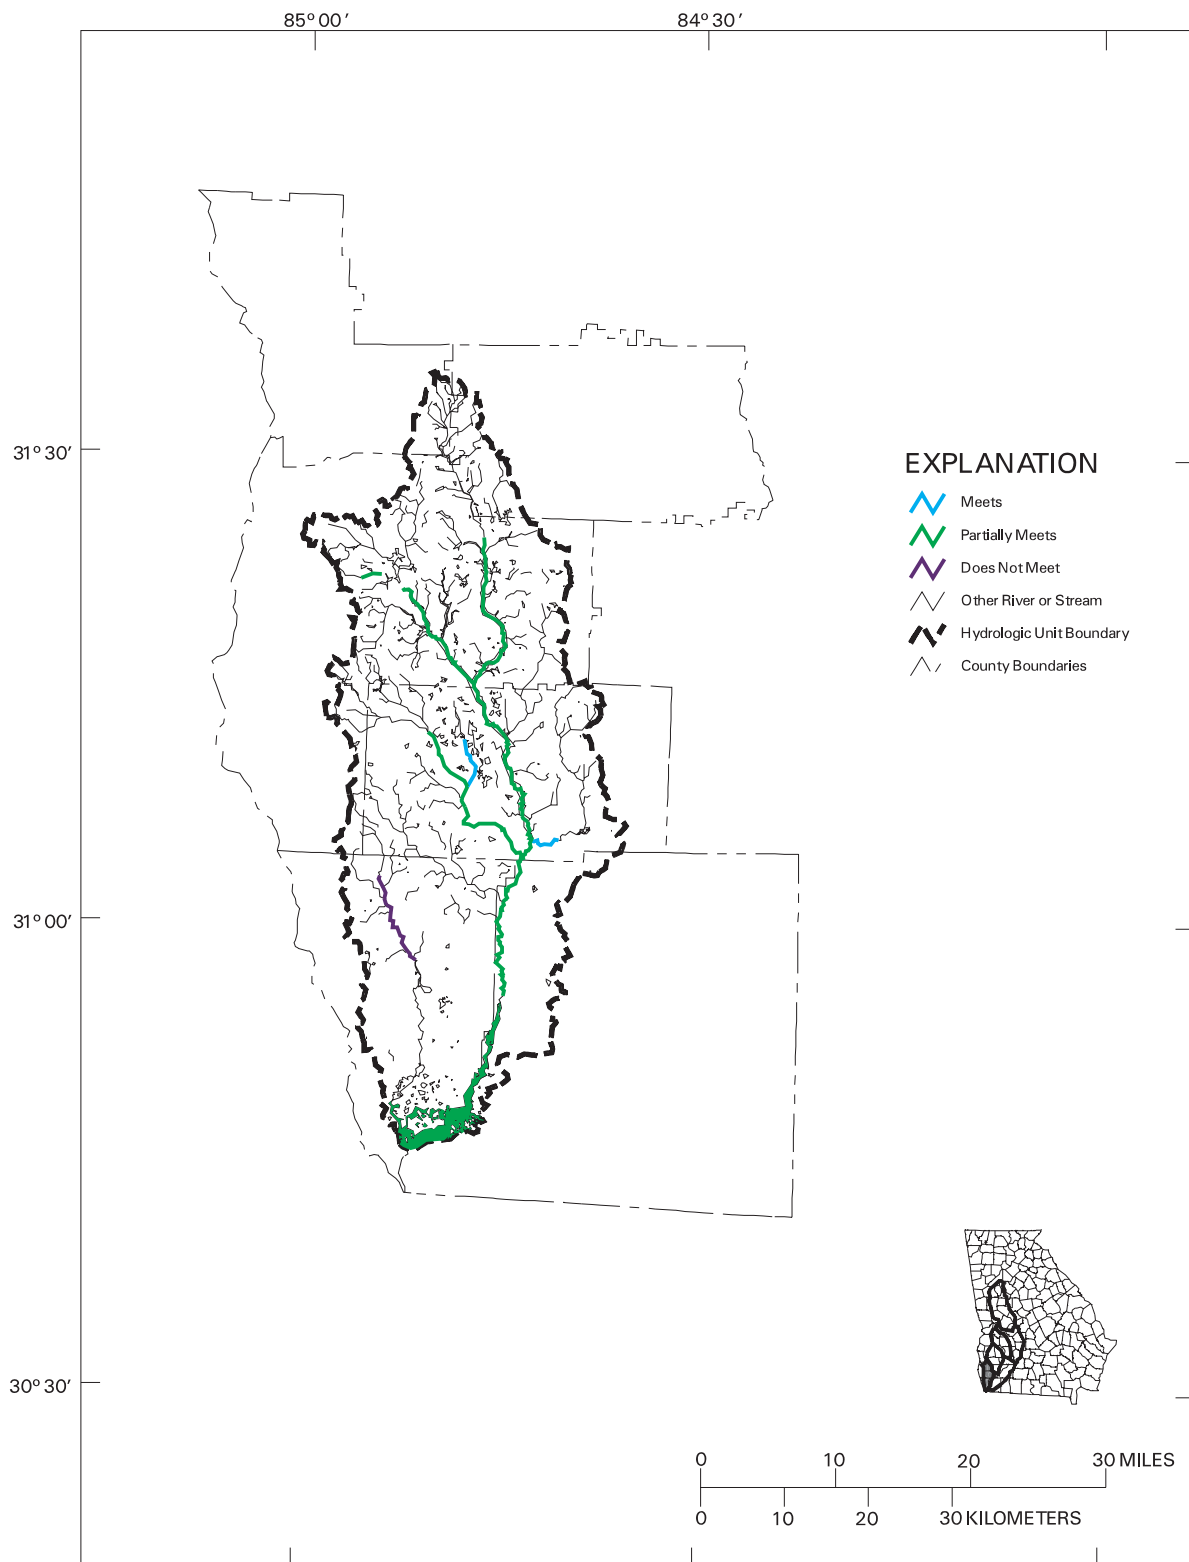 85° 00'
84° 30'
31° 30'
EXPLANATION
Meets
Partially Meets
Does Not Meet
Other River or Stream
Hydrologic Unit Boundary
County Boundaries
31° 00'
30° 30'
0 10 20 30 MILES
0 10 20 30 KILOMETERS